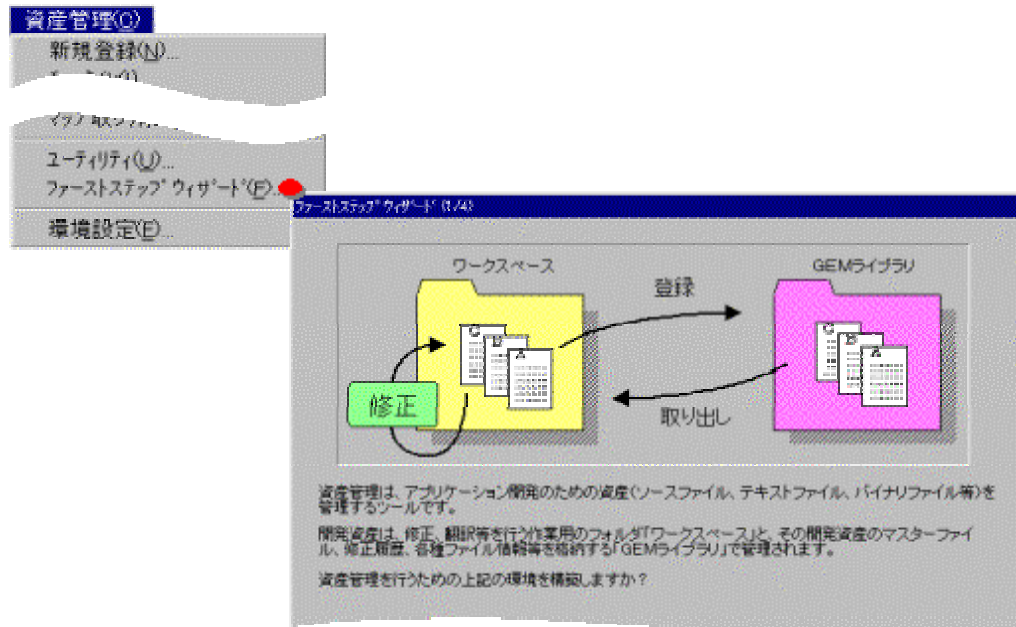 資産管理(O)
新規登録(N)...
ユーティリティ(U)...
ファーストステップウィザード(F)...
環境設定(E)...
ファーストステップウィザード (1/4)
ワークスペース
GEMライブラリ
登録
C
B
A
C
B
A
修正
取り出し
資産管理は、アプリケーション開発のための資産(ソースファイル、テキストファイル、バイナリファイル等)を
管理するツールです。
開発資産は、修正、翻訳等を行う作業用のフォルダ「ワークスペース」と、その開発資産のマスターファイ
ル、修正履歴、各種ファイル情報等を格納する「GEMライブラリ」で管理されます。
資産管理を行うための上記の環境を構築しますか？